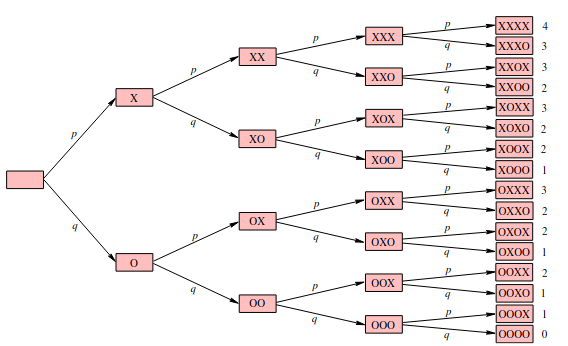 p XXXX 4
XXX
p q XXXO 3
XX
p q p XXOX 3
XXO
q XXOO 2
X
p q p XOXX 3
XOX
p q XOXO 2
XO
q p XOOX 2
XOO
q XOOO 1
p OXXX 3
OXX
p q OXXO 2
OX
p q p OXOX 2
OXO
q OXOO 1
O
q p OOXX 2
OOX
p q OOXO 1
OO
q p OOOX 1
OOO
q OOOO 0